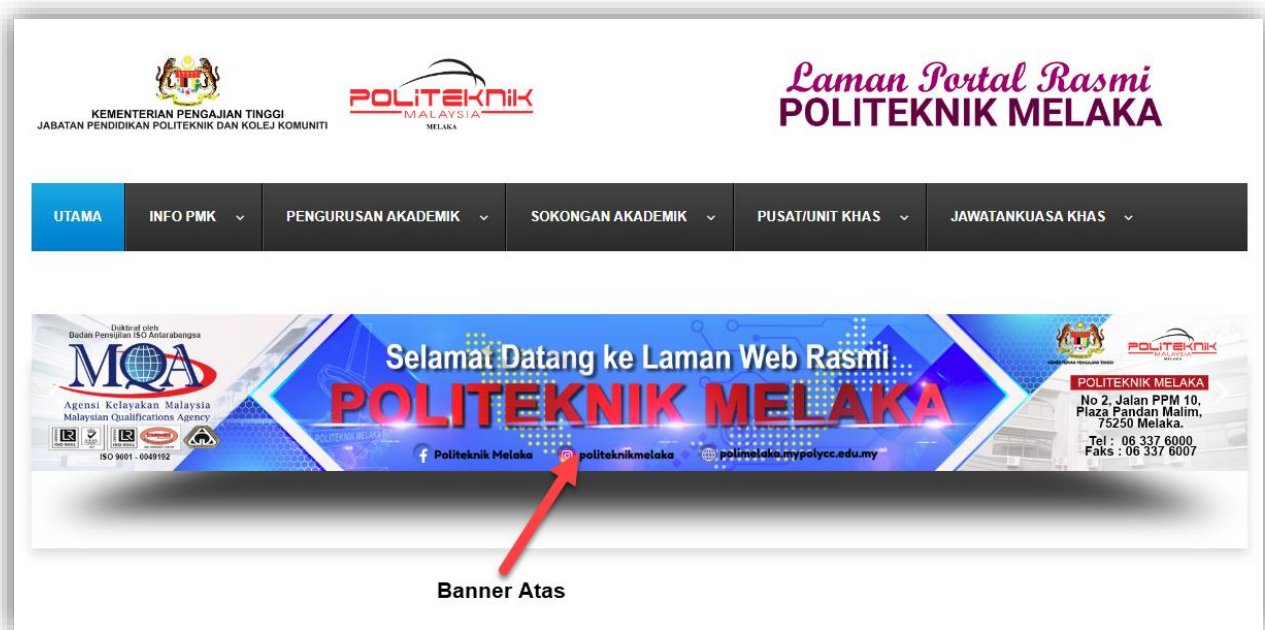 KEMENTERIAN PENGAJIAN TINGGI
JABATAN PENDIDIKAN POLITEKNIK DAN KOLEJ KOMUNITI
POLITEKNIK
MALAYSIA
MELAKA
Laman Portal Rasmi
POLITEKNIK MELAKA
UTAMA
INFO PMK
PENGURUSAN AKADEMIK
SOKONGAN AKADEMIK
PUSAT/UNIT KHAS
JAWATANKUASA KHAS
Diiktiraf oleh
Badan Pensijilan ISO Antarabangsa
MQA
Agensi Kelayakan Malaysia
Malaysian Qualifications Agency
ISO 9001 - 0049192
Selamat Datang ke Laman Web Rasmi
POLITEKNIK MELAKA
Politeknik Melaka
politeknikmelaka
polimelaka.mypolycc.edu.my
POLITEKNIK
MALAYSIA
POLITEKNIK MELAKA
No 2, Jalan PPM 10,
Plaza Pandan Malim,
75250 Melaka.
Tel : 06 337 6000
Faks : 06 337 6007
Banner Atas